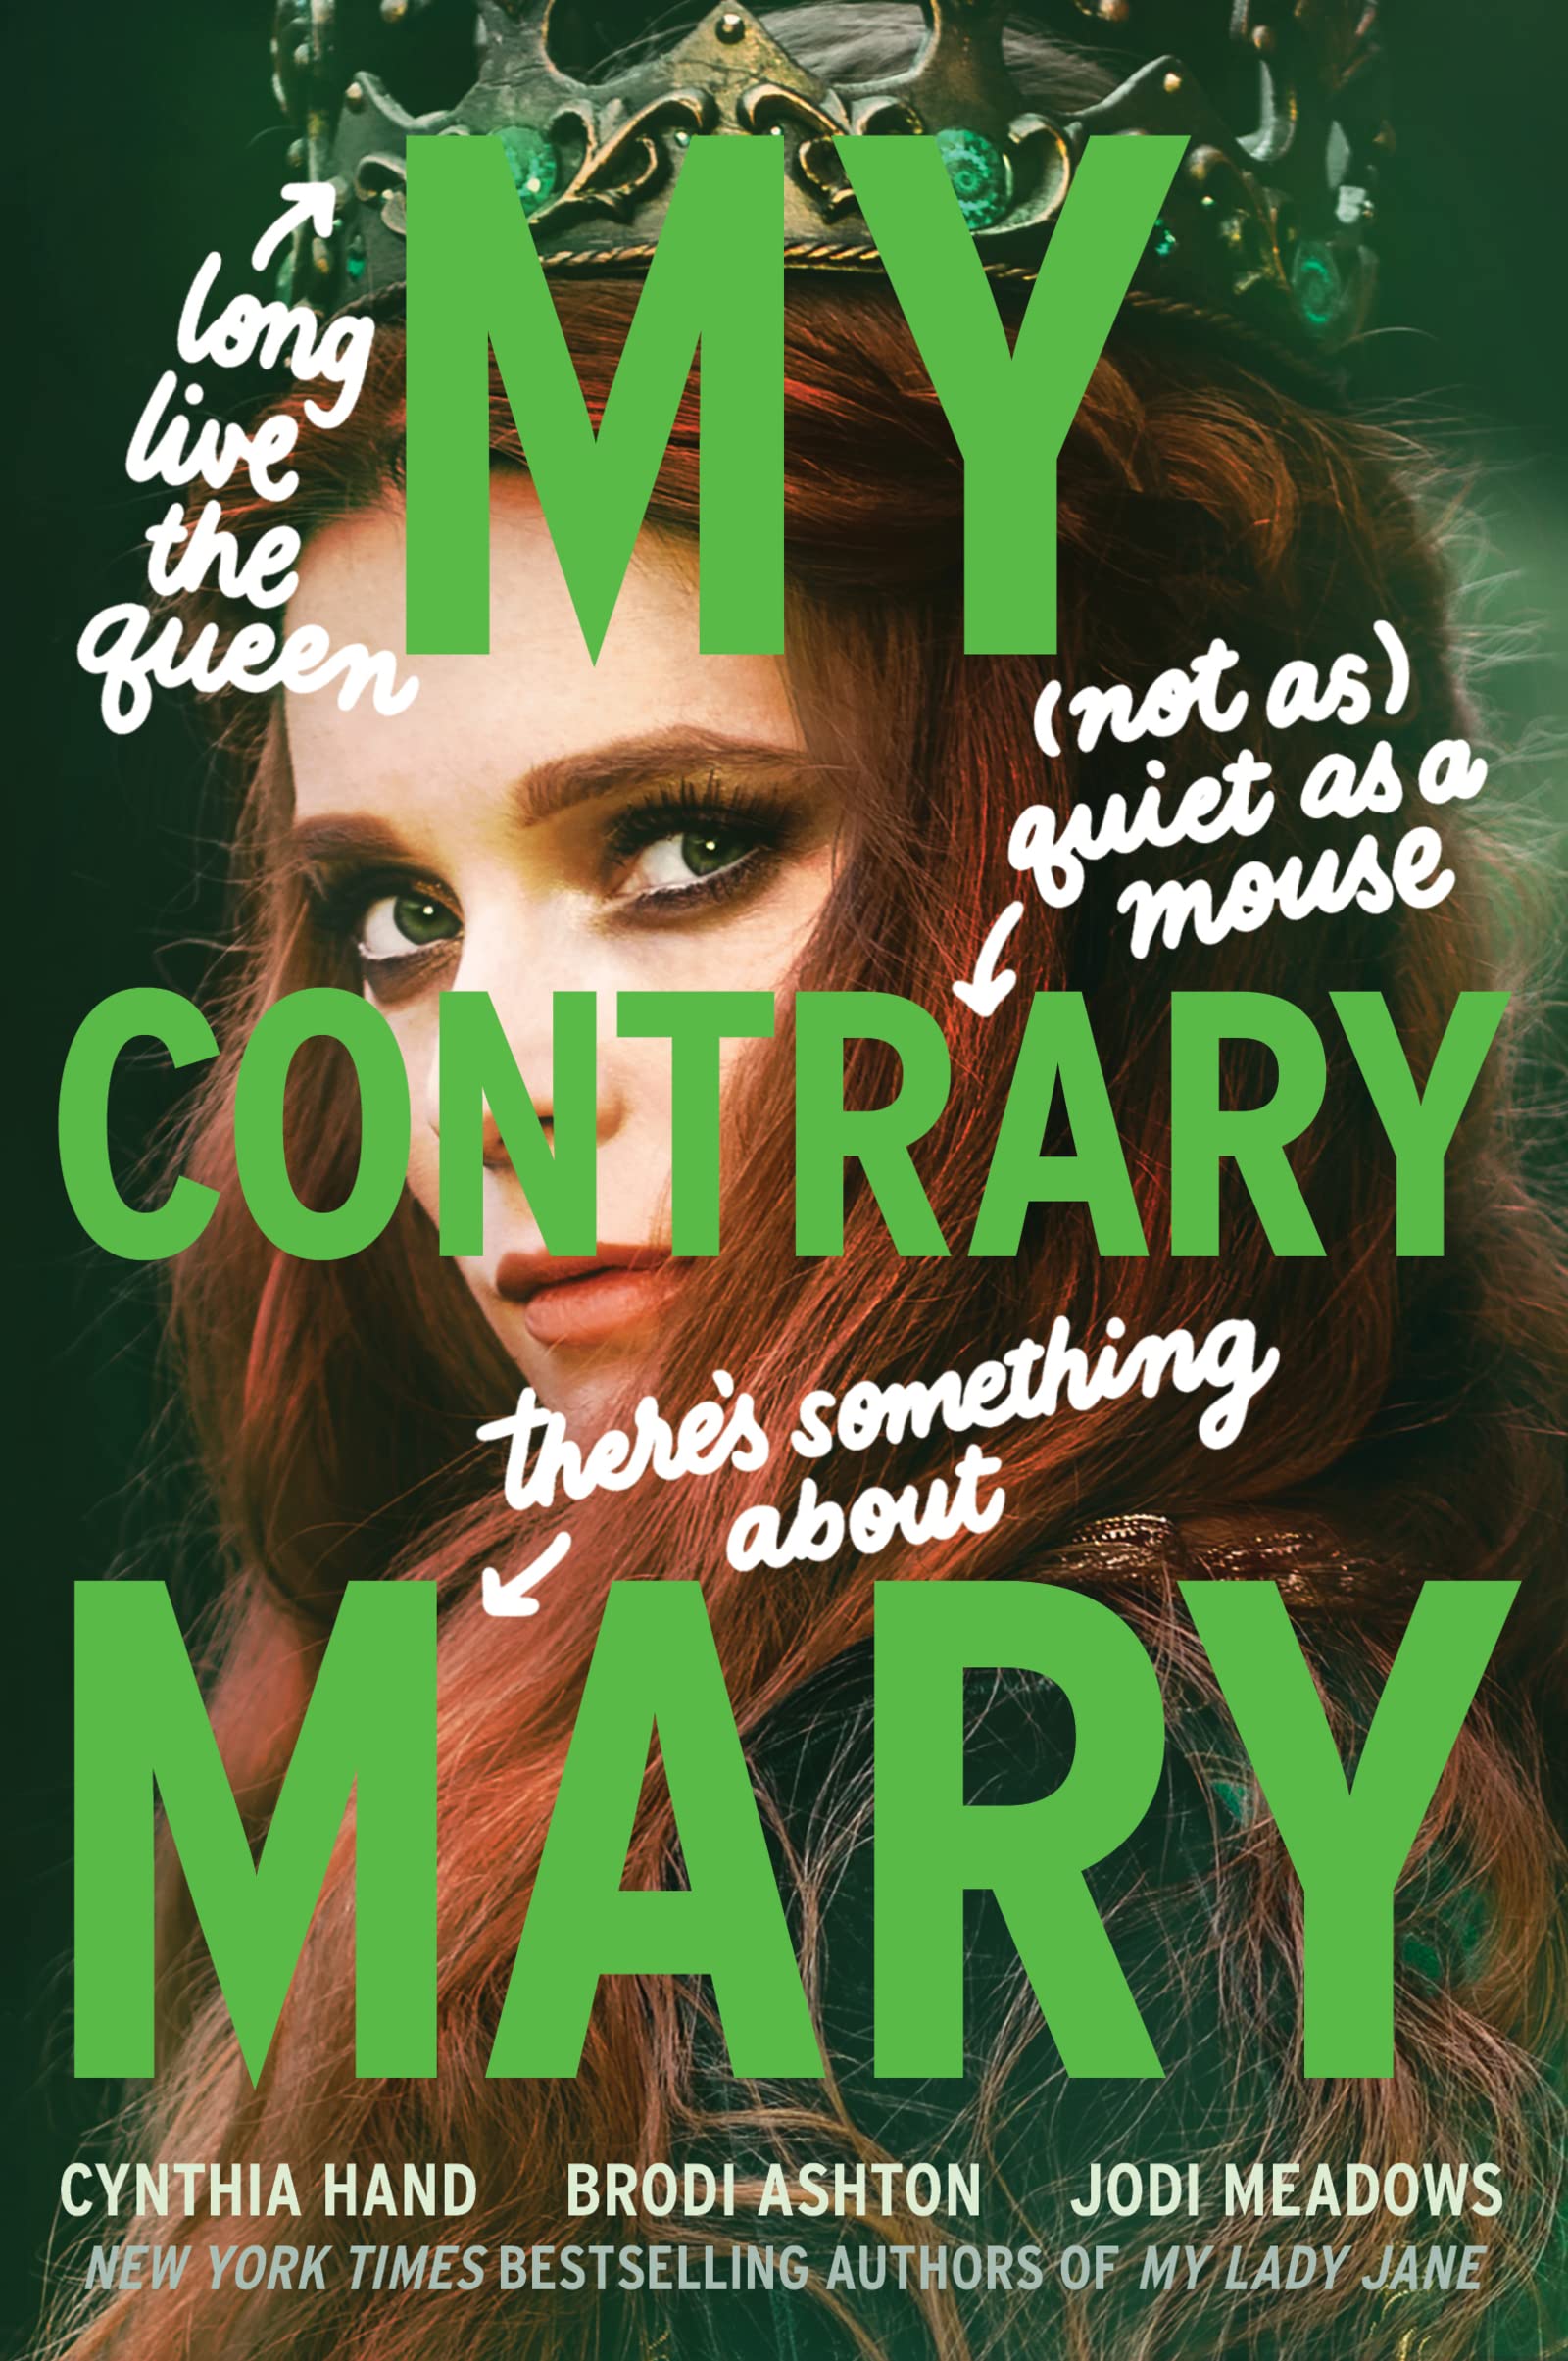 MY
long
live
the
queen
(not as)
quiet as a
mouse
CONTRARY
there's something
about
MARY
CYNTHIA HAND BRODI ASHTON JODI MEADOWS
NEW YORK TIMES BESTSELLING AUTHORS OF MY LADY JANE